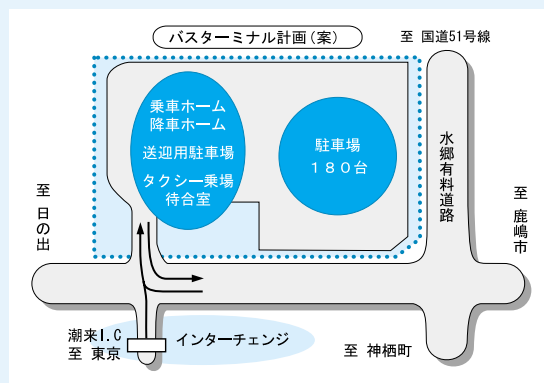 バスターミナル計画(案)
至 国道51号線
乗車ホーム
降車ホーム
送迎用駐車場
タクシー乗場
待合室
駐車場
180台
水郷有料道路
至 日の出
至 鹿嶋市
潮来I.C
至 東京
インターチェンジ
至 神栖町